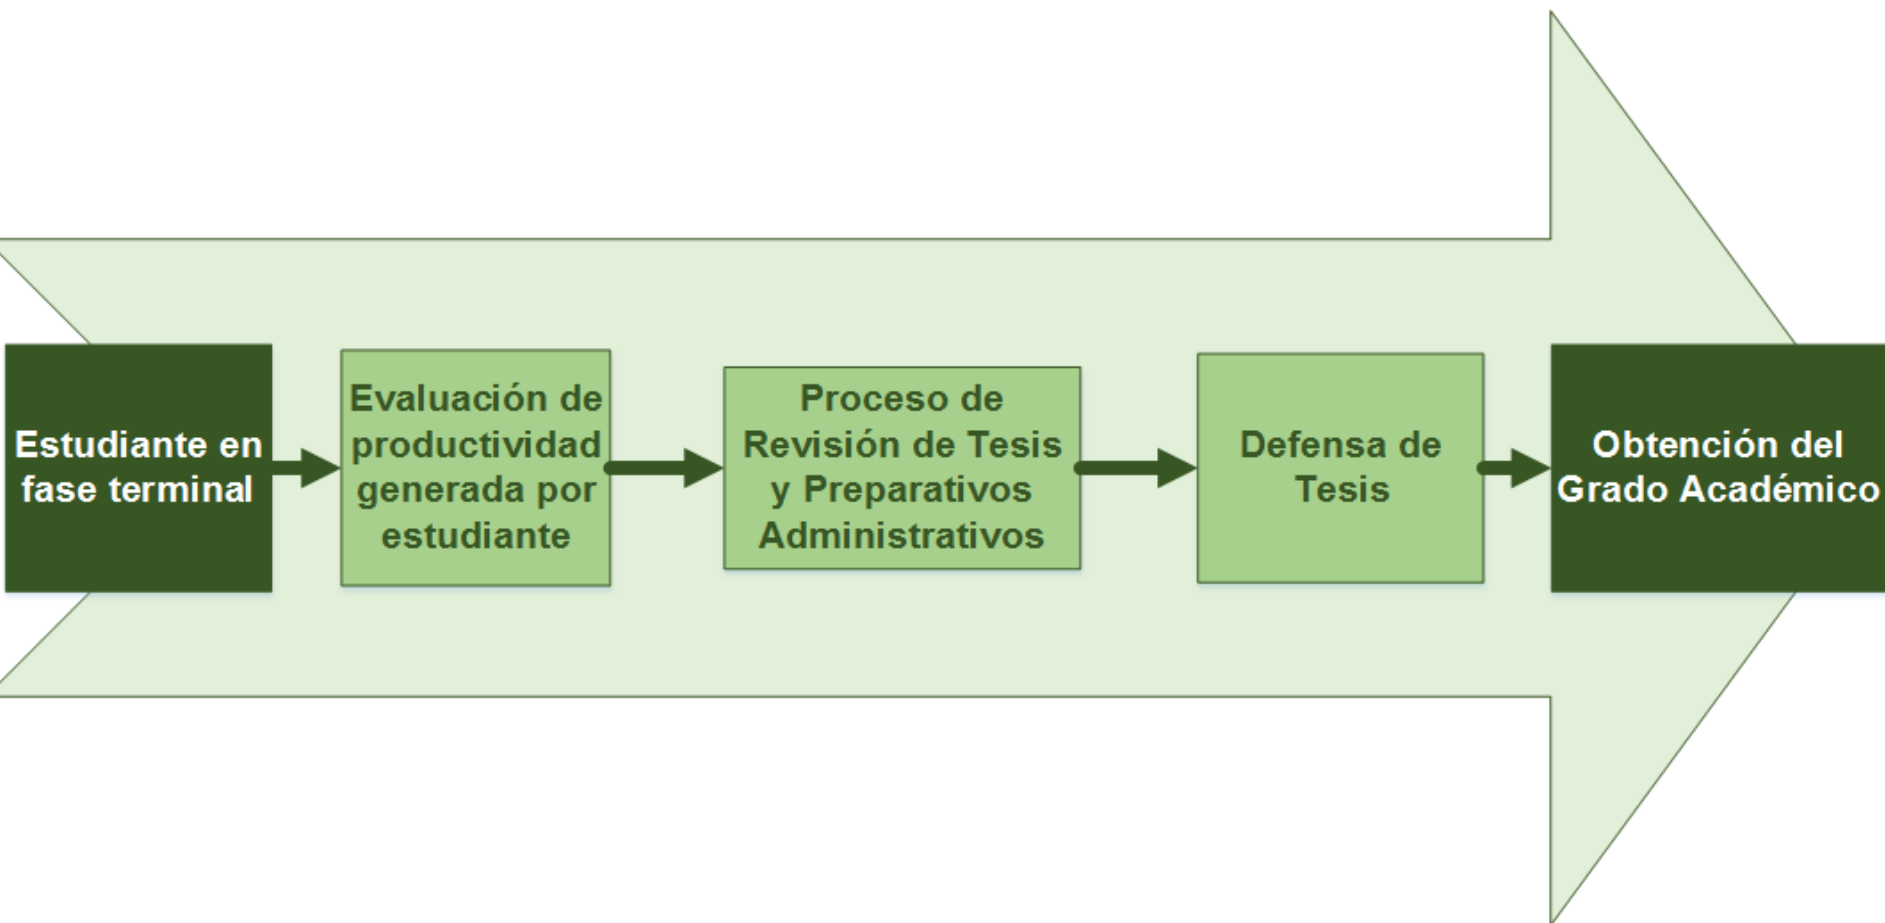 Estudiante en
fase terminal
Evaluación de
productividad
generada por
estudiante
Proceso de
Revisión de Tesis
y Preparativos
Administrativos
Defensa de
Tesis
Obtención del
Grado Académico